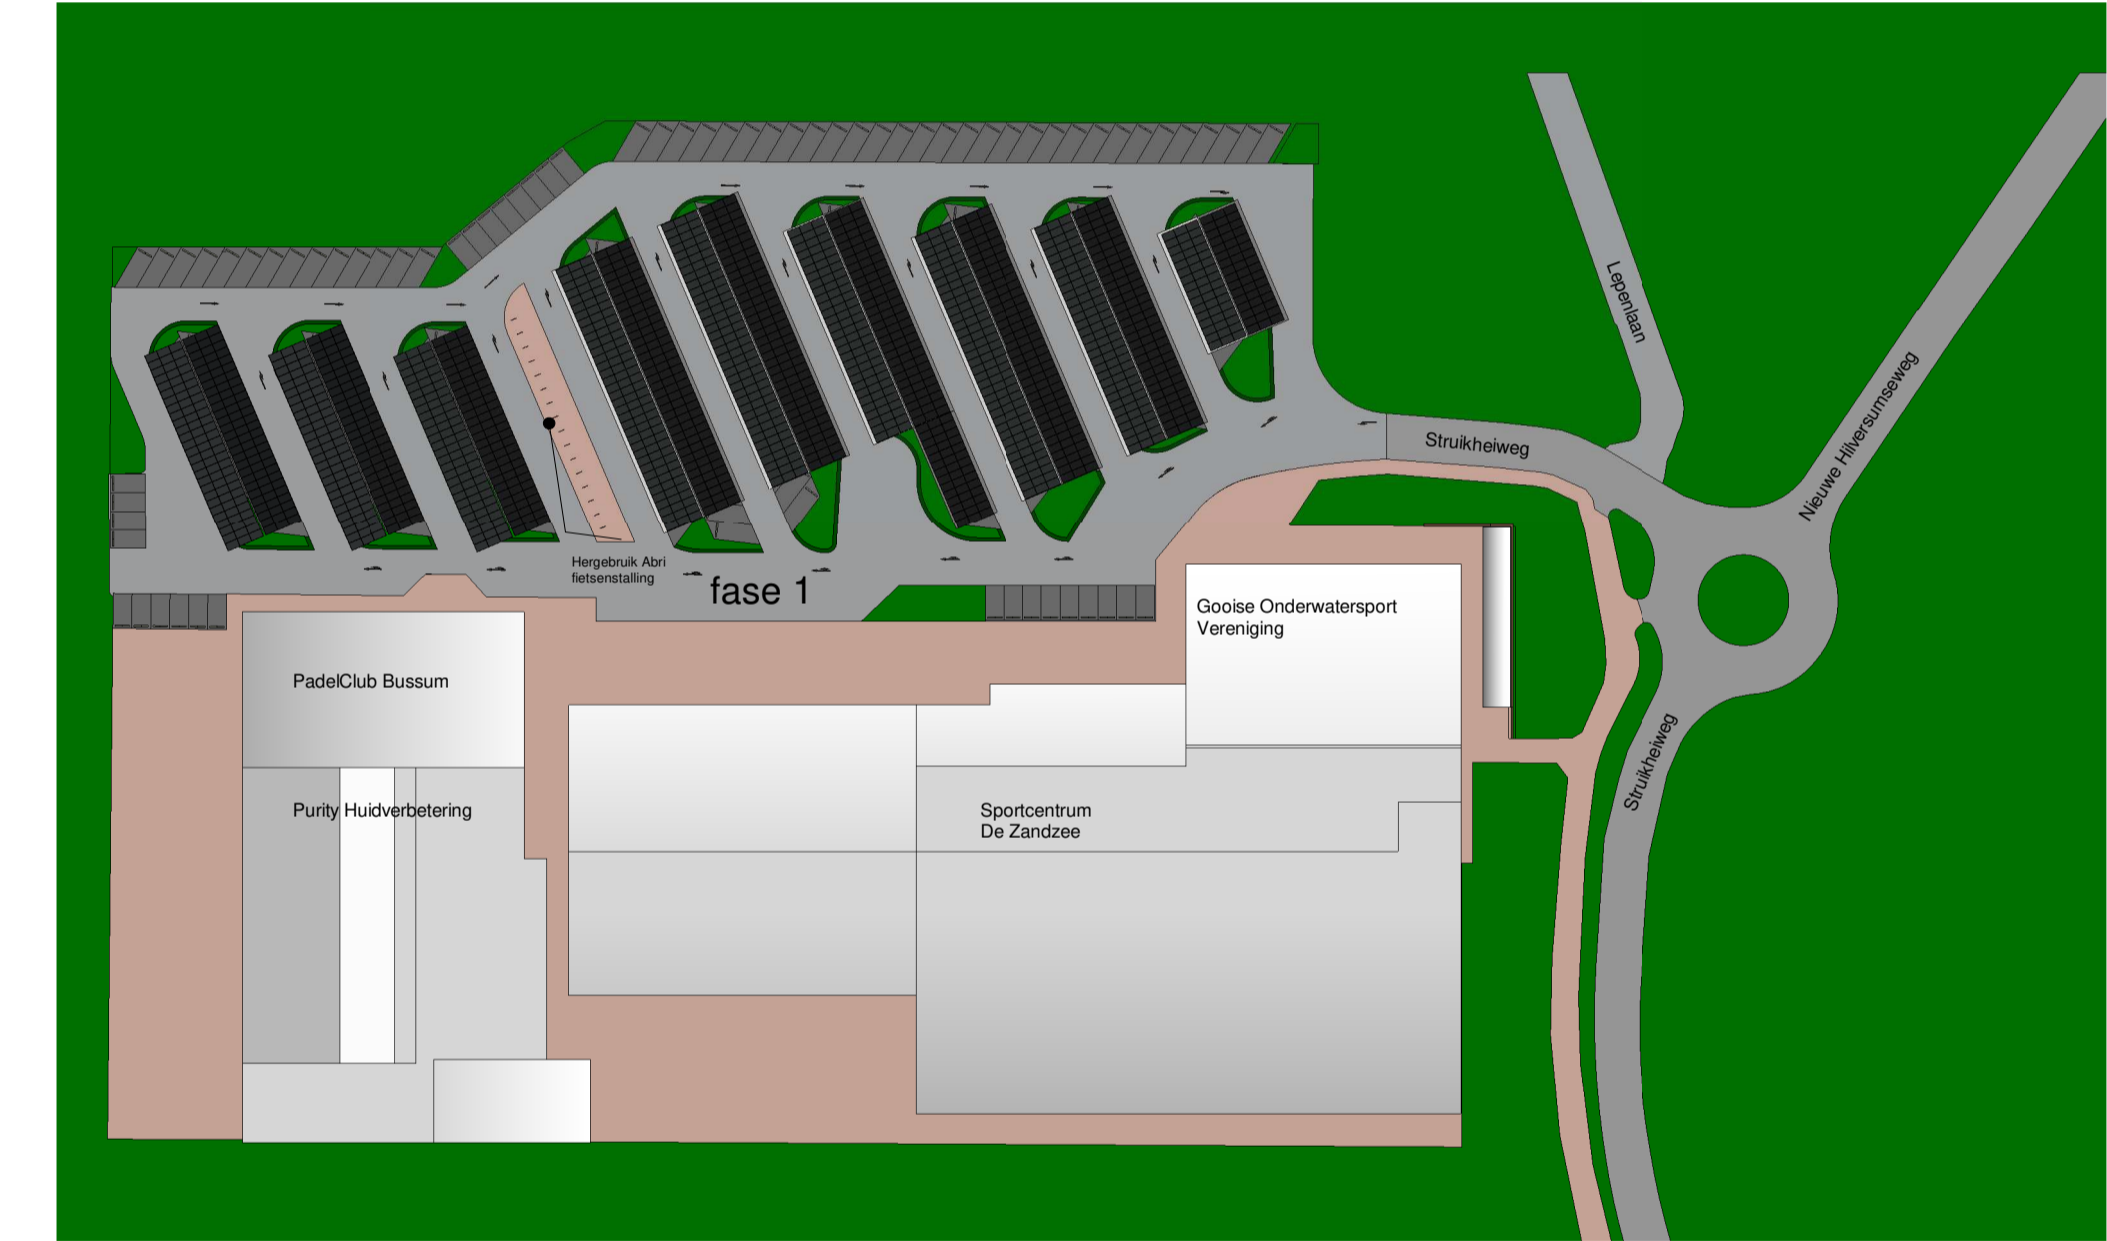 Lepenlaan
Nieuwe Hilversumseweg
Struikheiweg
Hergebruik Abri
fietsenstalling
fase 1
Gooise Onderwatersport
Vereniging
PadelClub Bussum
Struikheiweg
Purity Huidverbetering
Sportcentrum
De Zandzee